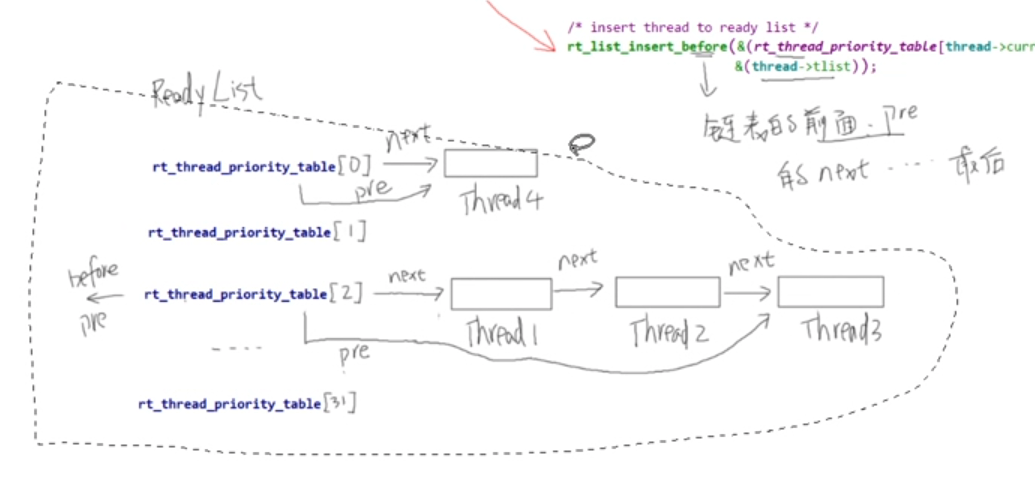 /* insert thread to ready list */
rt_list_insert_before(&(rt_thread_priority_table[thread->curr
&(thread->tlist));
Ready List
链表的前面. pre
的 next .... 最后
next
rt_thread_priority_table[0]
pre
Thread4
rt_thread_priority_table[1]
before
pre
rt_thread_priority_table[2]
next
next
next
Thread1
Thread2
Thread3
pre
....
rt_thread_priority_table[31]